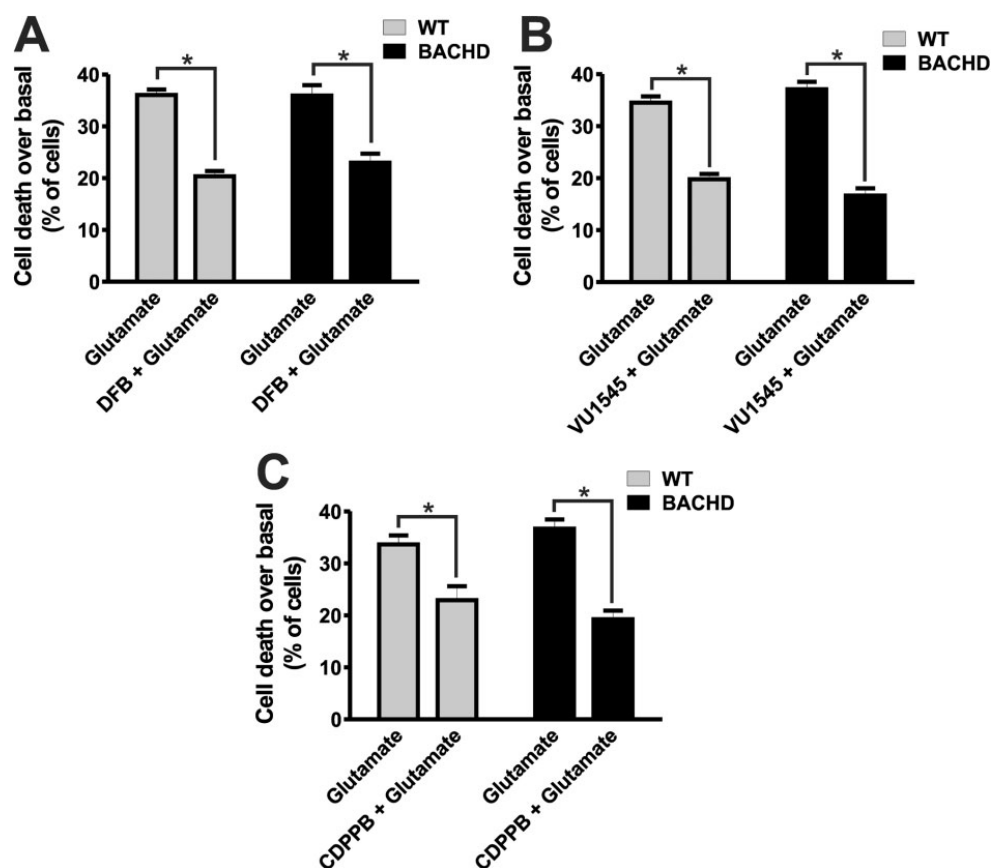 A
WT
BACHD
Cell death over basal
(% of cells)
40
30
20
10
0
*
*
Glutamate
DFB + Glutamate
Glutamate
DFB + Glutamate
B
WT
BACHD
Cell death over basal
(% of cells)
40
30
20
10
0
*
*
Glutamate
VU1545 + Glutamate
Glutamate
VU1545 + Glutamate
C
WT
BACHD
Cell death over basal
(% of cells)
40
30
20
10
0
*
*
Glutamate
CDPPB + Glutamate
Glutamate
CDPPB + Glutamate